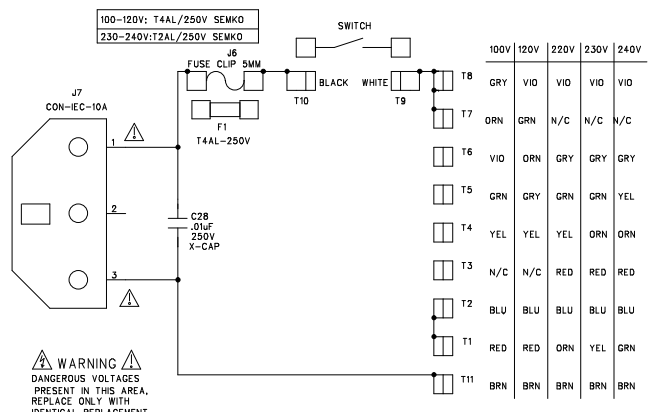 100-120V: T4AL/250V SEMKO
230-240V:T2AL/250V SEMKO
SWITCH
J6
FUSE CLIP 5MM
BLACK
WHITE
T10
T9
F1
T4AL-250V
J7
CON-IEC-10A
1
2
3
C28
.01uF
250V
X-CAP
100V 120V 220V 230V 240V
T8 GRY VIO VIO VIO VIO
T7 ORN GRN N/C N/C N/C
T6 VIO ORN GRY GRY GRY
T5 GRN GRY GRN GRN YEL
T4 YEL YEL YEL ORN ORN
T3 N/C N/C RED RED RED
T2 BLU BLU BLU BLU BLU
T1 RED RED ORN YEL GRN
T11 BRN BRN BRN BRN BRN
WARNING
DANGEROUS VOLTAGES
PRESENT IN THIS AREA,
REPLACE ONLY WITH
IDENTICAL REPLACEMENT